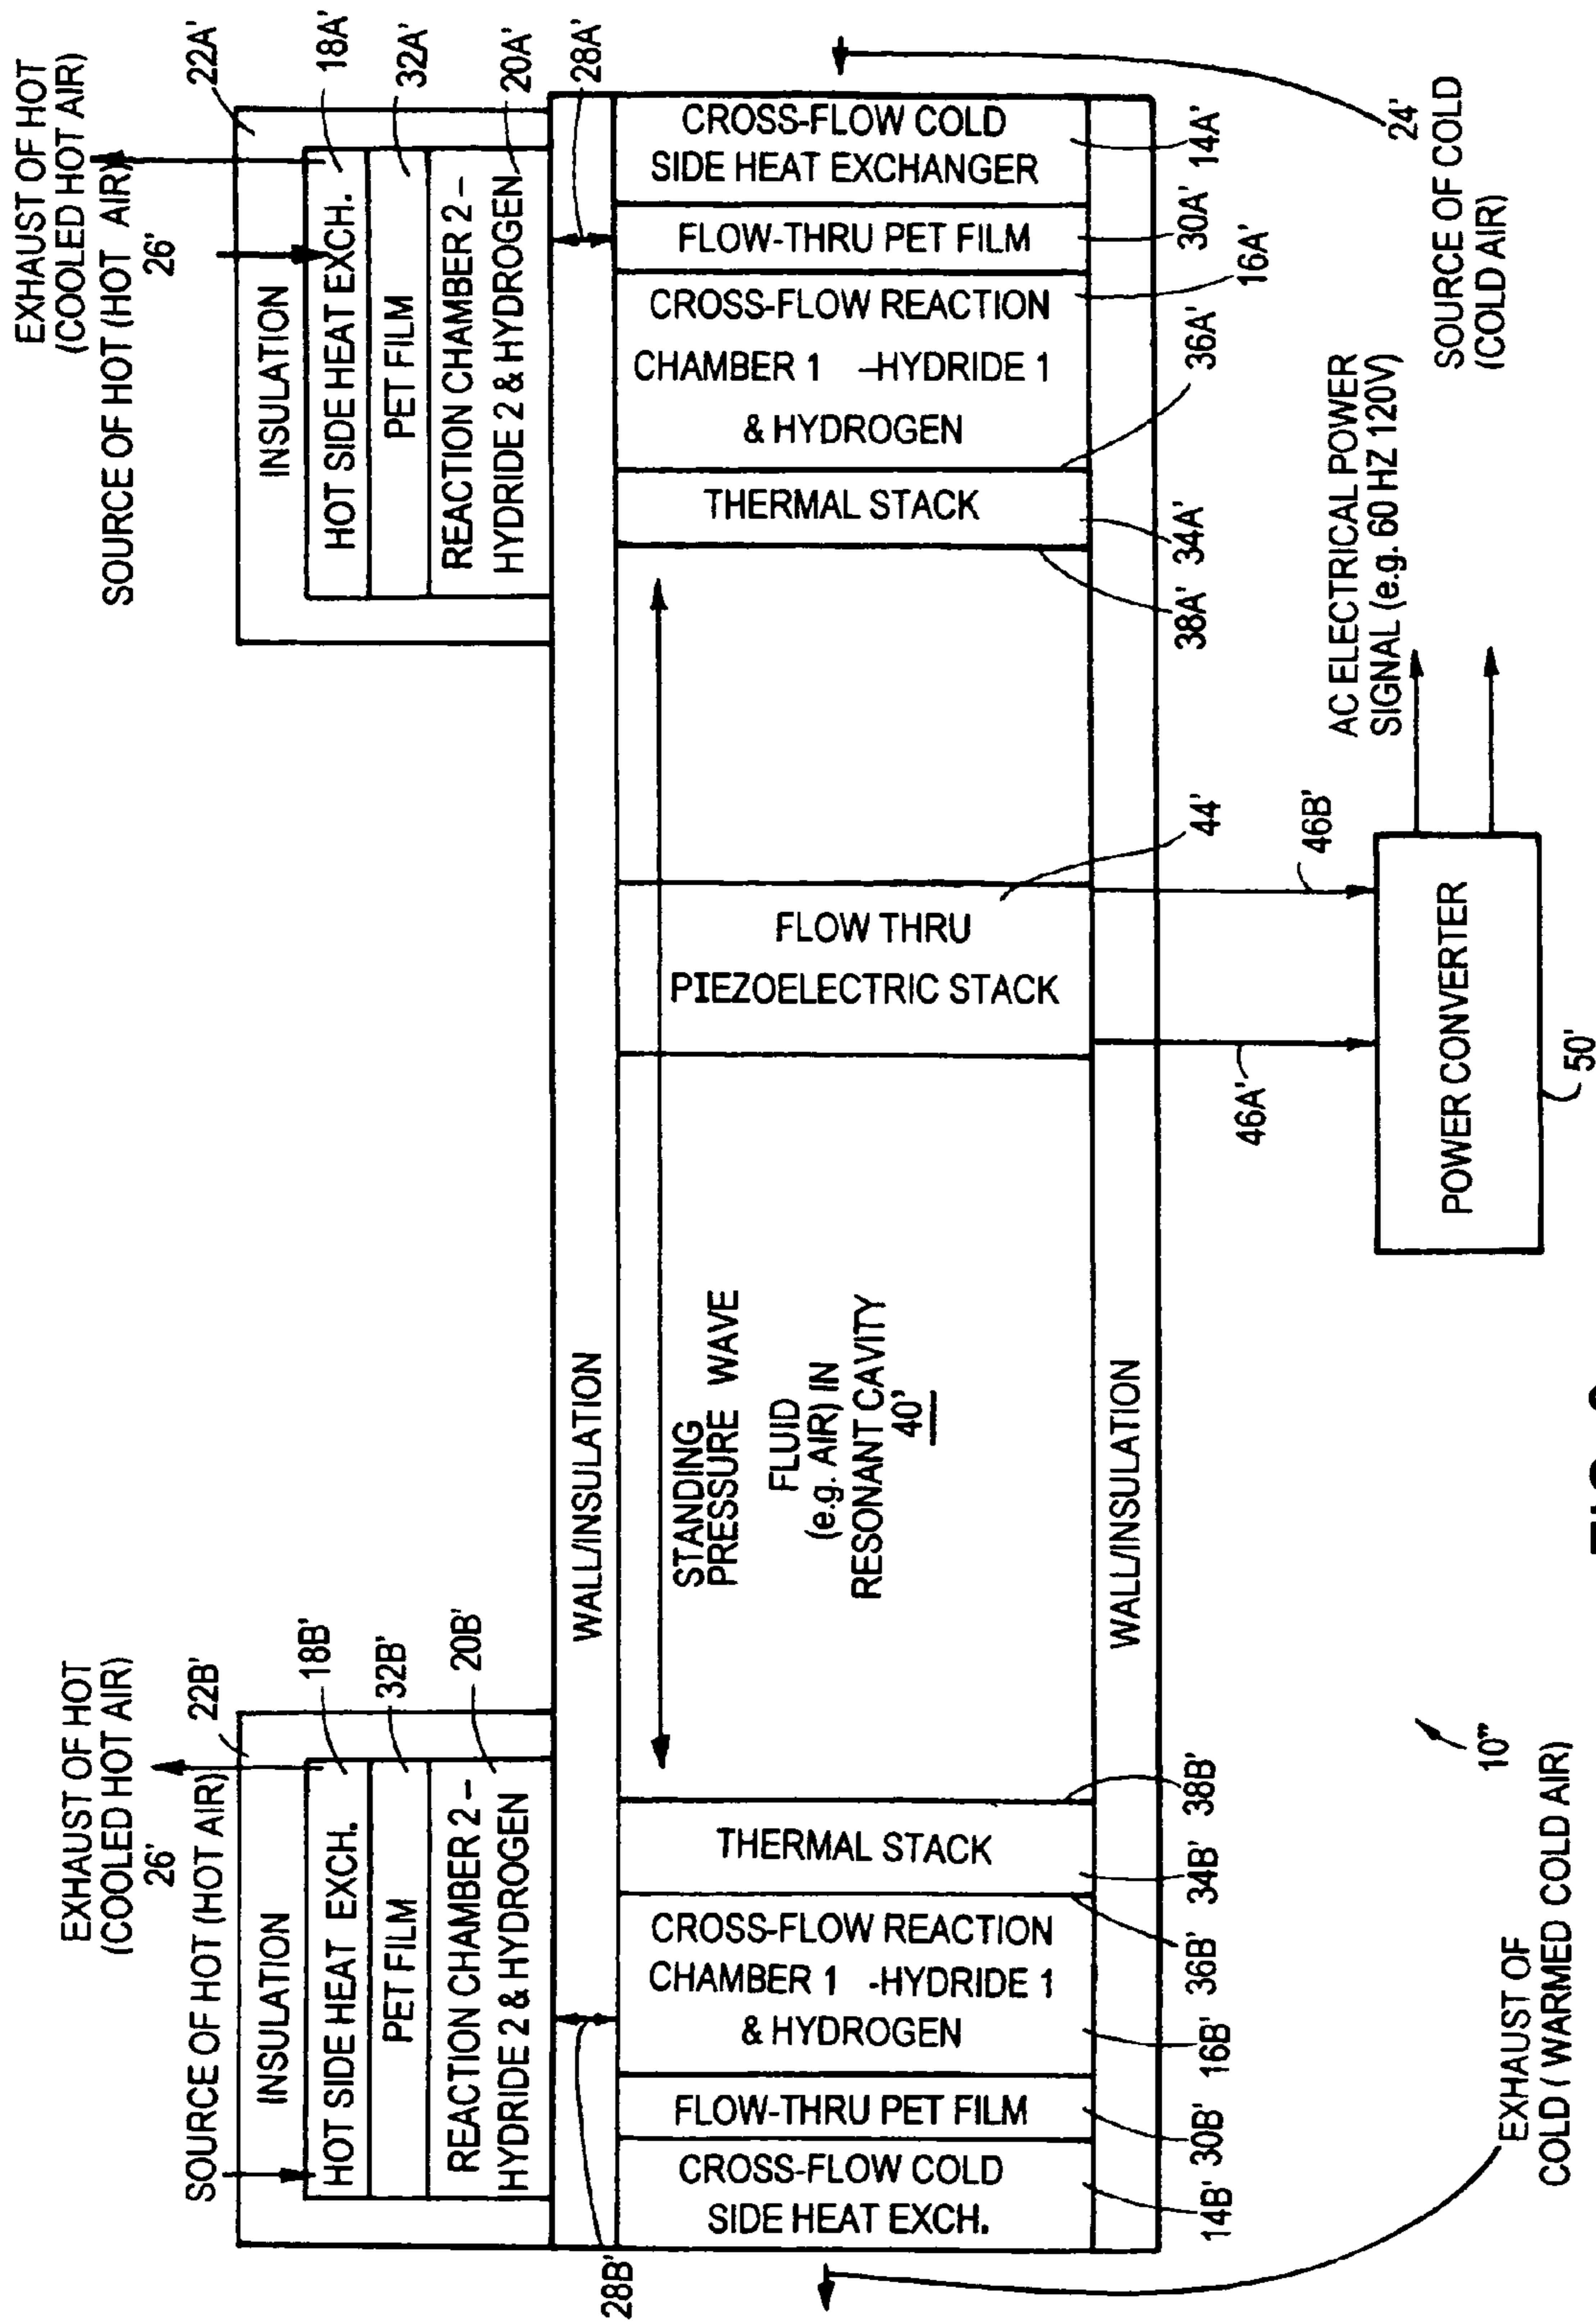 EXHAUST OF HOT
(COOLED HOT AIR)
26'
SOURCE OF HOT (HOT AIR)
22B'
18B'
32B'
20B'
INSULATION
HOT SIDE HEAT EXCH.
PET FILM
REACTION CHAMBER 2 –
HYDRIDE 2 & HYDROGEN
28B'
EXHAUST OF HOT
(COOLED HOT AIR)
SOURCE OF HOT (HOT AIR)
26'
22A'
18A'
32A'
20A'
28A'
INSULATION
HOT SIDE HEAT EXCH.
PET FILM
REACTION CHAMBER 2 –
HYDRIDE 2 & HYDROGEN
WALL/INSULATION
CROSS-FLOW COLD
SIDE HEAT EXCH.
FLOW-THRU PET FILM
CROSS-FLOW REACTION
CHAMBER 1 -HYDRIDE 1
& HYDROGEN
THERMAL STACK
STANDING
PRESSURE WAVE
FLUID
(e.g. AIR) IN
RESONANT CAVITY
40'
FLOW THRU
PIEZOELECTRIC STACK
THERMAL STACK
CROSS-FLOW REACTION
CHAMBER 1 –HYDRIDE 1
& HYDROGEN
FLOW-THRU PET FILM
CROSS-FLOW COLD
SIDE HEAT EXCHANGER
WALL/INSULATION
14B'
30B'
16B'
36B'
34B'
38B'
46A'
46B'
44'
38A'
34A'
36A'
16A'
30A'
14A'
24'
SOURCE OF COLD
(COLD AIR)
AC ELECTRICAL POWER
SIGNAL (e.g. 60 HZ 120V)
POWER CONVERTER
50'
10"
EXHAUST OF
COLD (WARMED COLD AIR)